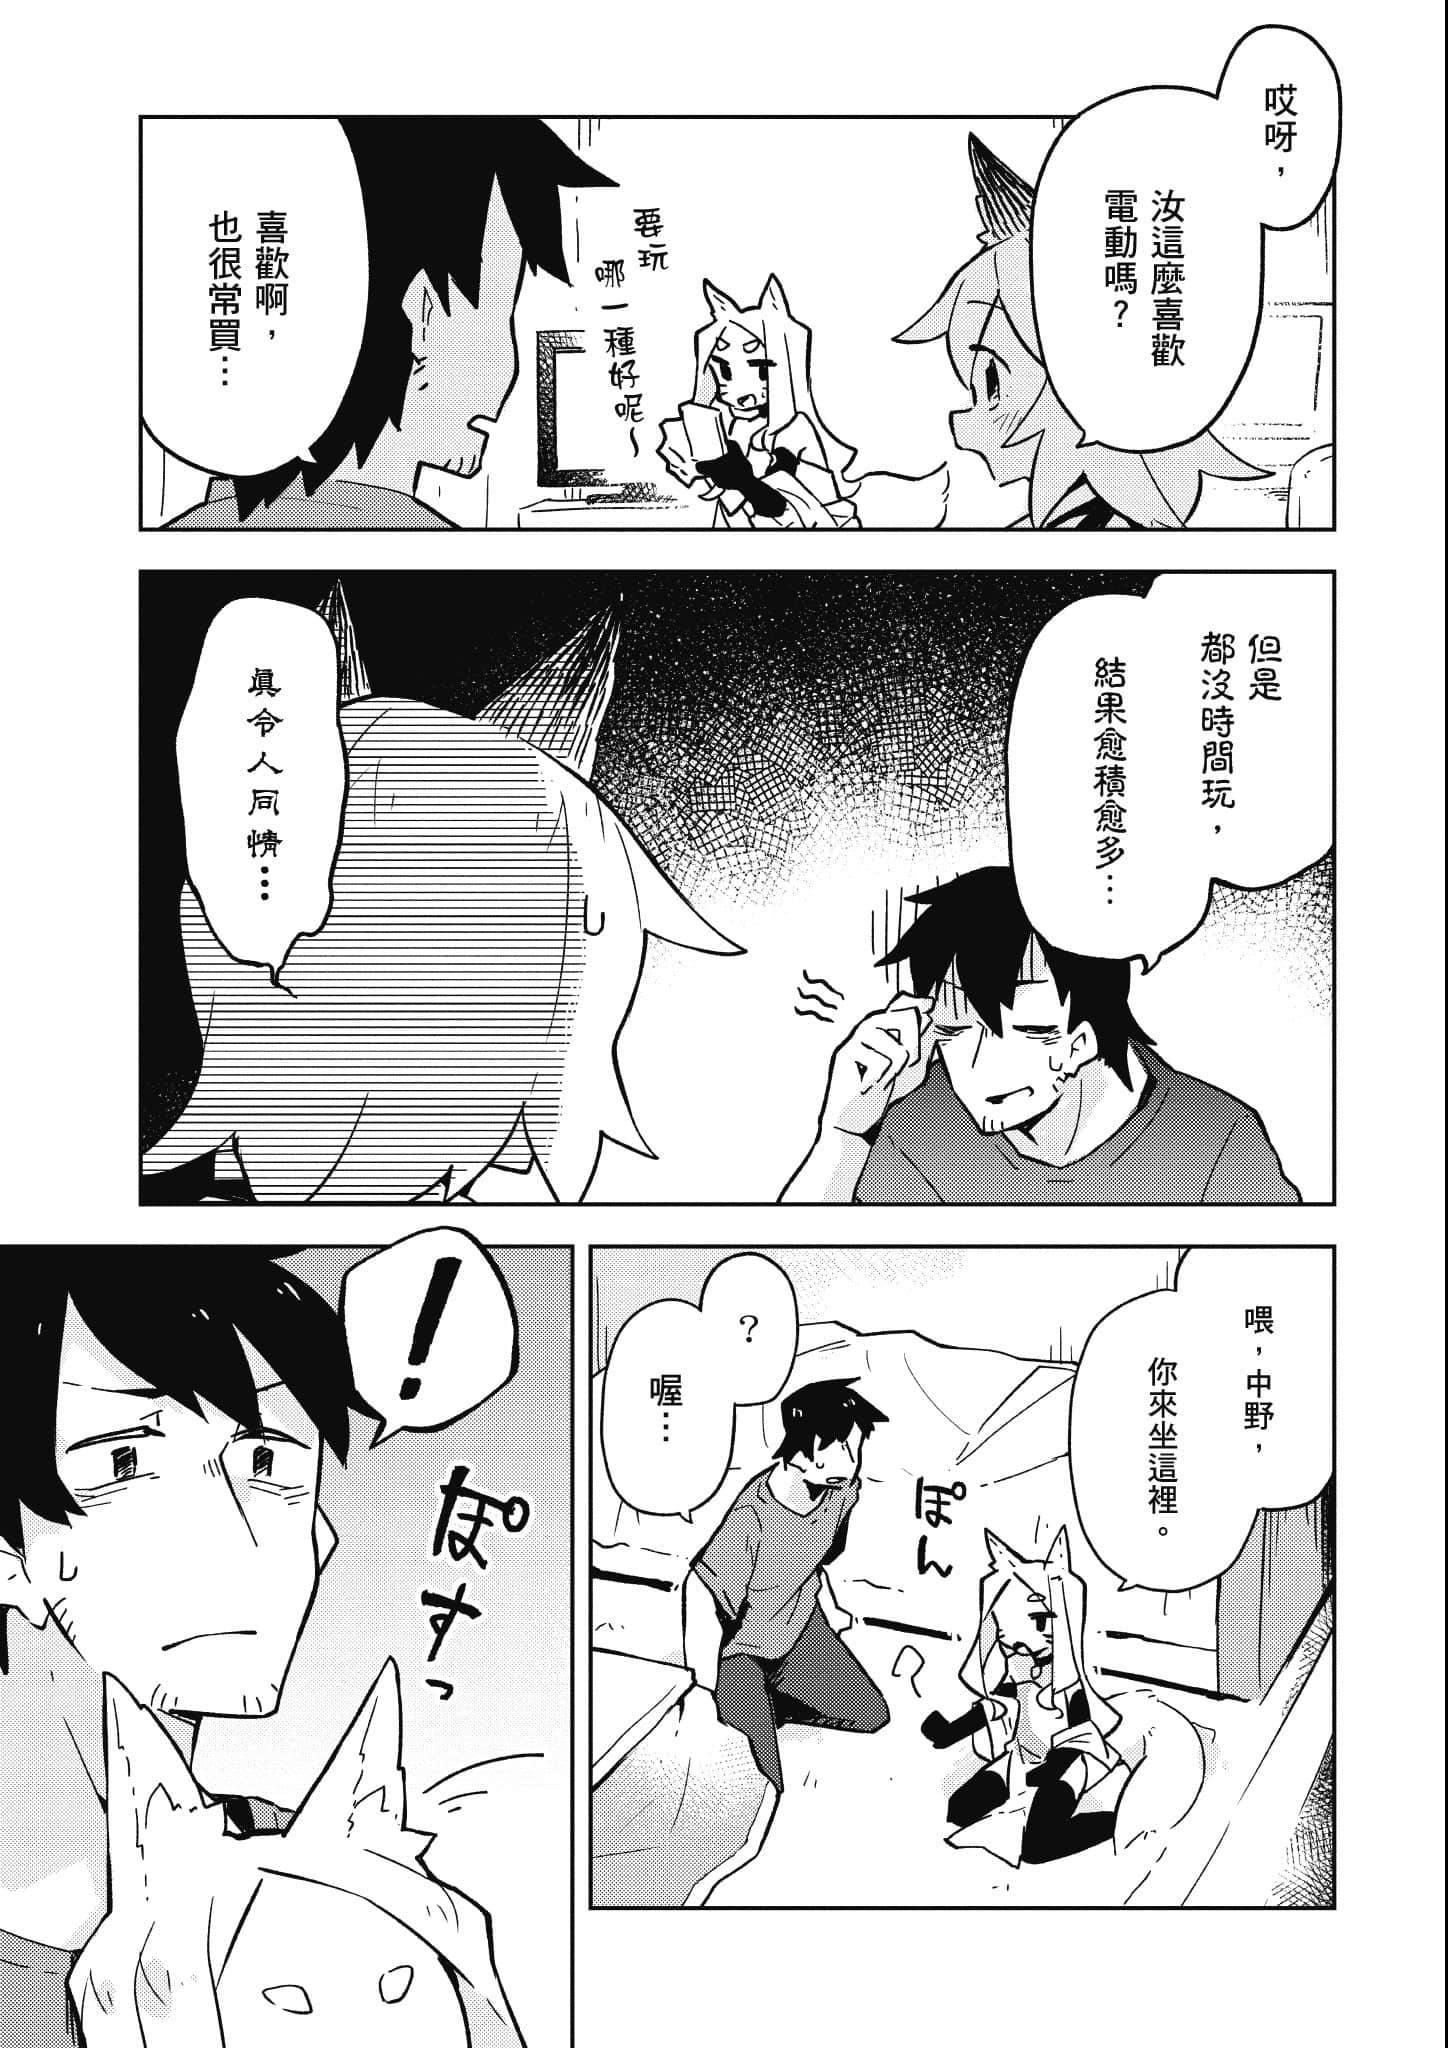 哎呀，
汝這麼喜歡
電動嗎？
要玩
哪一種好呢～
喜歡啊，
也很常買…
但是
都沒時間玩，
結果愈積愈多…
真令人同情…
喂，中野，
你來坐這裡。
？
喔…
ぽん
！
ぽすっ